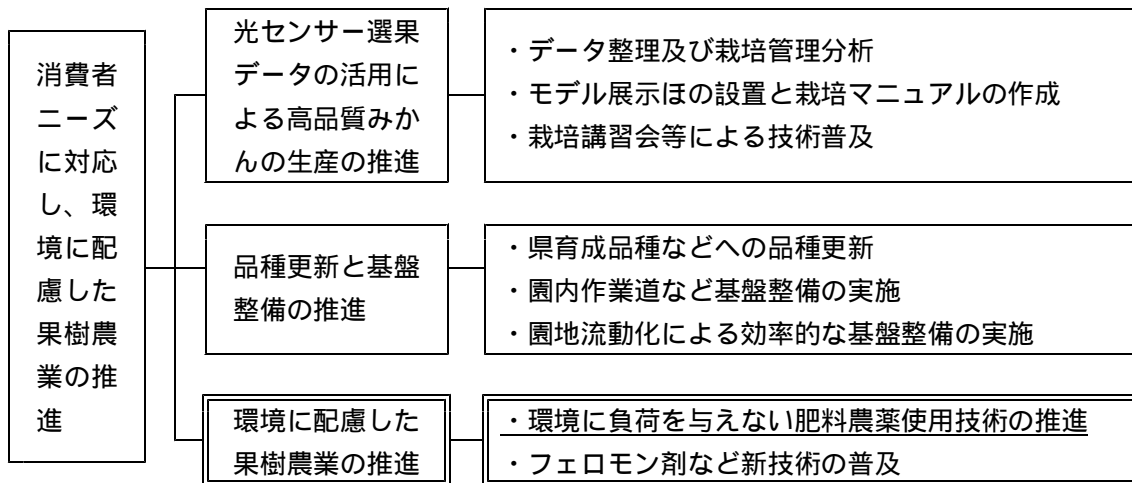 消費者
ニーズ
に対応
し、環
境に配
慮した
果樹農
業の推
進
光センサー選果
データの活用に
よる高品質みか
んの生産の推進
・データ整理及び栽培管理分析
・モデル展示ほの設置と栽培マニュアルの作成
・栽培講習会等による技術普及
品種更新と基盤
整備の推進
・県育成品種などへの品種更新
・園内作業道など基盤整備の実施
・園地流動化による効率的な基盤整備の実施
環境に配慮した
果樹農業の推進
・環境に負荷を与えない肥料農薬使用技術の推進
・フェロモン剤など新技術の普及